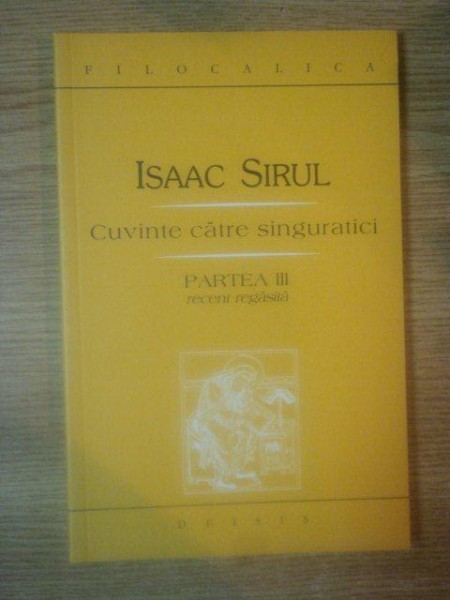 FILOCALICA
ISAAC SIRUL
Cuvinte către singuratici
PARTEA III
recent regăsită
DEISIS